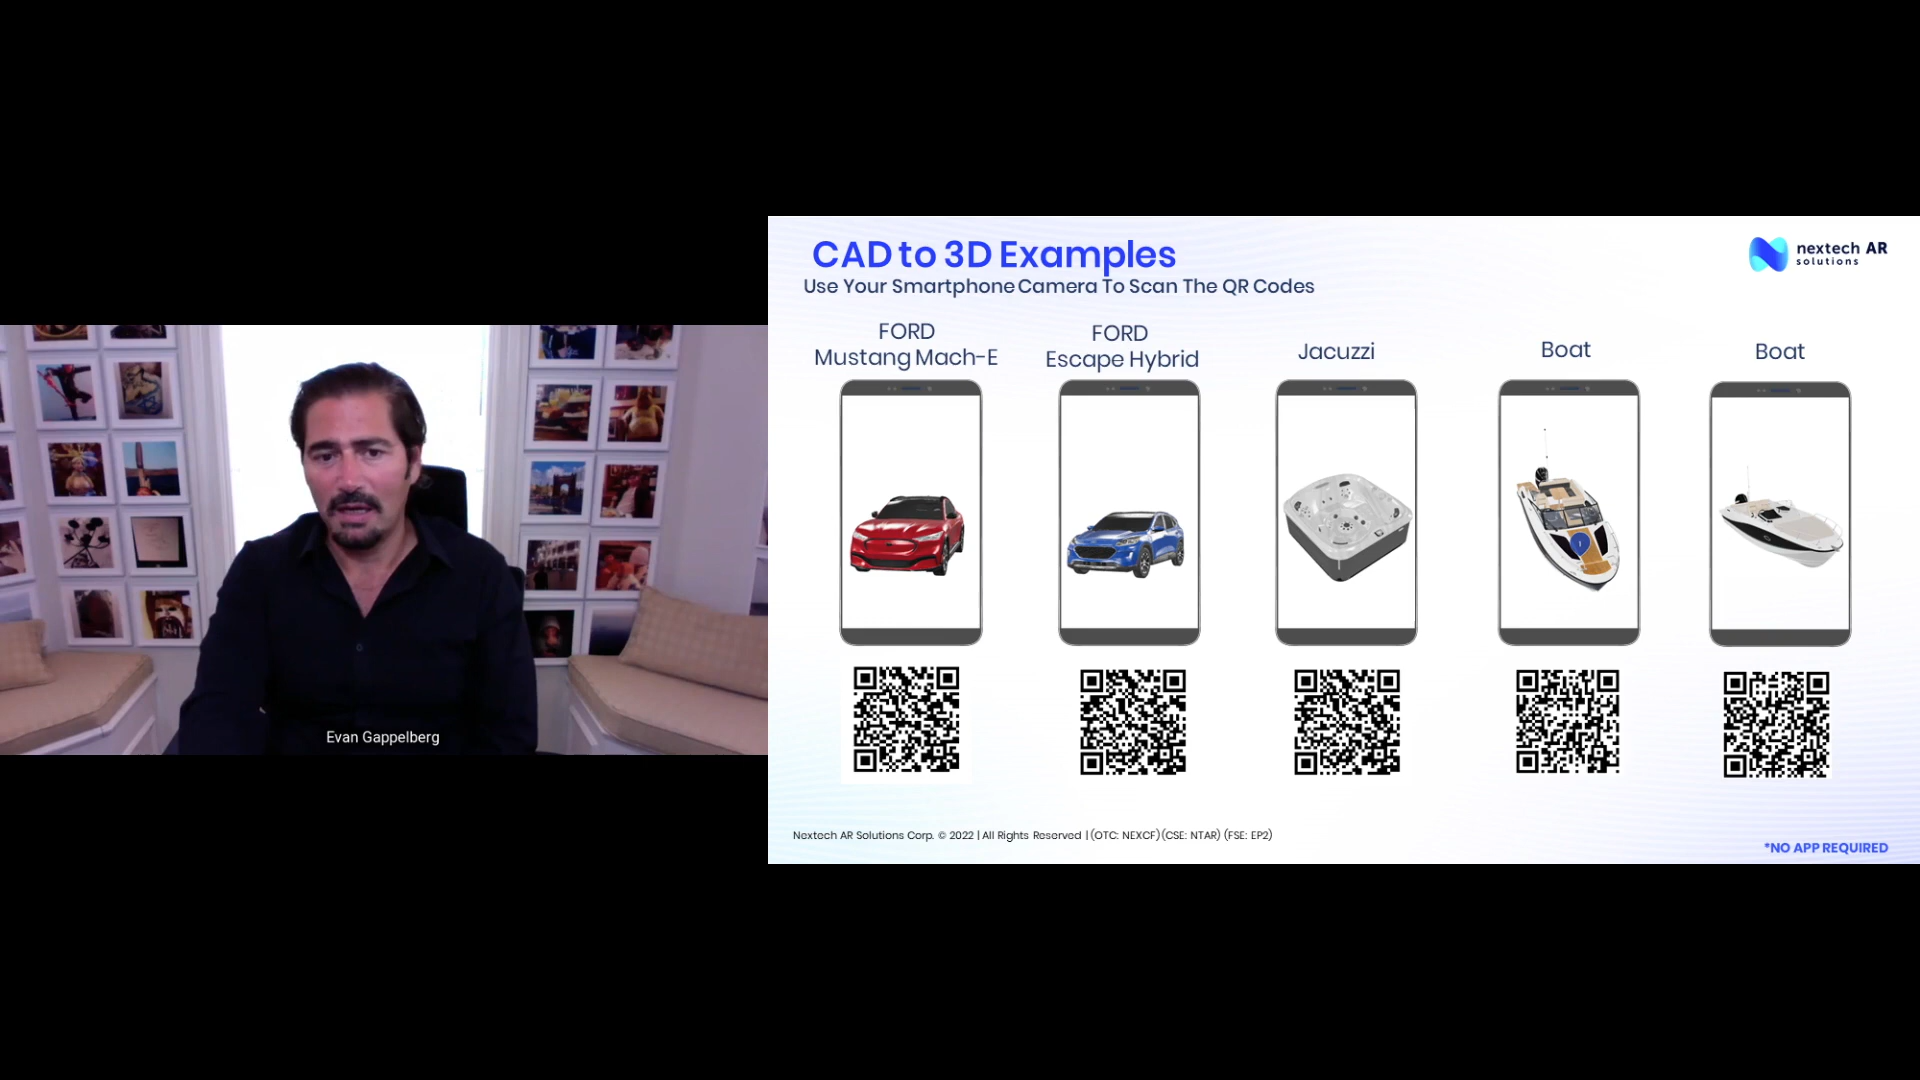 CAD to 3D Examples
Use Your Smartphone Camera To Scan The QR Codes
nextech AR
solutions
FORD
Mustang Mach-E
FORD
Escape Hybrid
Jacuzzi
Boat
Boat
1
Evan Gappelberg
Nextech AR Solutions Corp. © 2022 | All Rights Reserved | (OTC: NEXCF) (CSE: NTAR) (FSE: EP2)
*NO APP REQUIRED